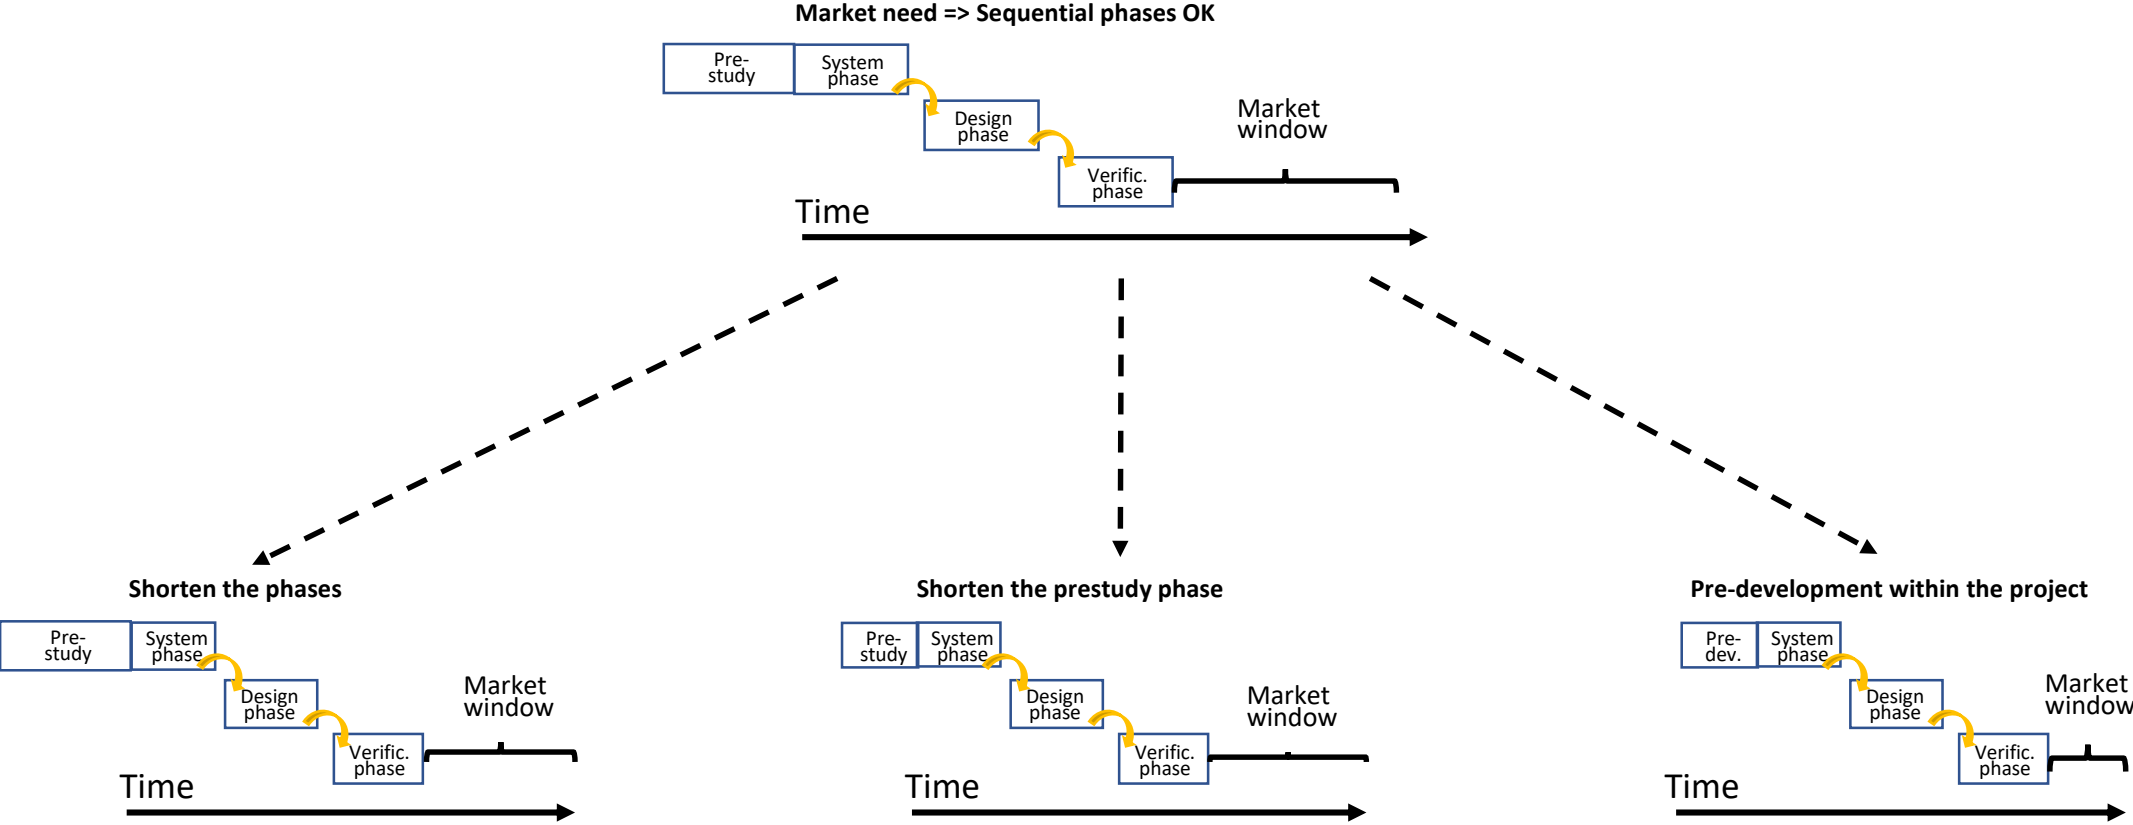 Market need => Sequential phases OK
Pre-
study
System
phase
Design
phase
Verific.
phase
Market
window
Time
Shorten the phases
Pre-
study
System
phase
Design
phase
Verific.
phase
Market
window
Time
Shorten the prestudy phase
Pre-
study
System
phase
Design
phase
Verific.
phase
Market
window
Time
Pre-development within the project
Pre-
dev.
System
phase
Design
phase
Verific.
phase
Market
window
Time